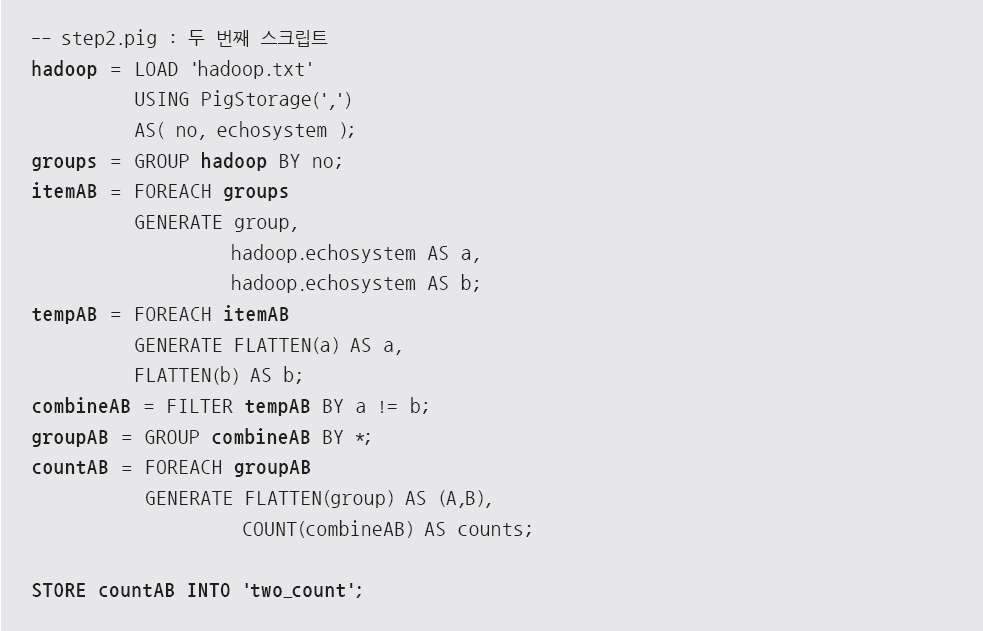 -- step2.pig : 두 번째 스크립트
hadoop = LOAD 'hadoop.txt'
USING PigStorage(',')
AS( no, echosystem );
groups = GROUP hadoop BY no;
itemAB = FOREACH groups
GENERATE group,
hadoop.echosystem AS a,
hadoop.echosystem AS b;
tempAB = FOREACH itemAB
GENERATE FLATTEN(a) AS a,
FLATTEN(b) AS b;
combineAB = FILTER tempAB BY a != b;
groupAB = GROUP combineAB BY *;
countAB = FOREACH groupAB
GENERATE FLATTEN(group) AS (A,B),
COUNT(combineAB) AS counts;
STORE countAB INTO 'two_count';